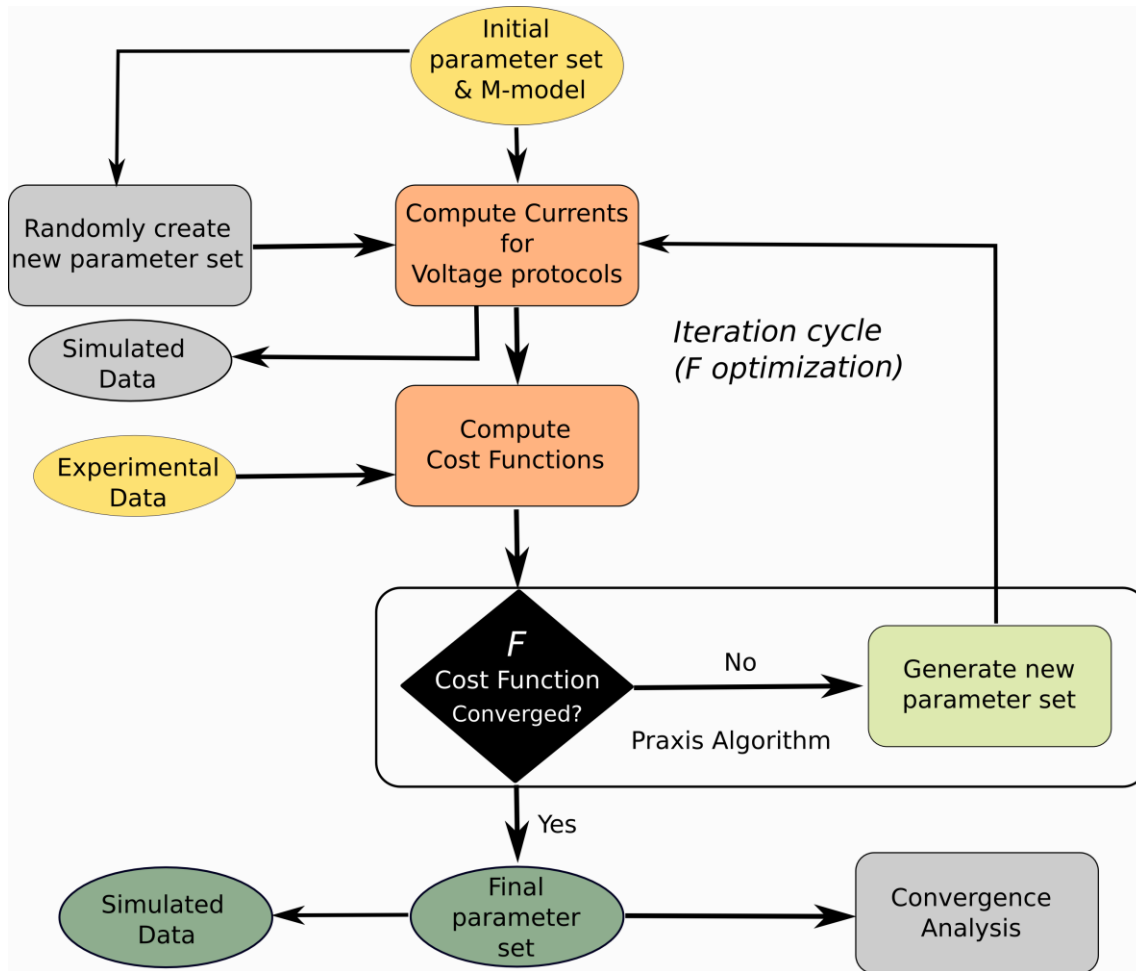 Initial
parameter set
& M-model
Randomly create
new parameter set
Compute Currents
for
Voltage protocols
Simulated
Data
Iteration cycle
(F optimization)
Compute
Cost Functions
Experimental
Data
F
Cost Function
Converged?
No
Generate new
parameter set
Praxis Algorithm
Yes
Simulated
Data
Final
parameter
set
Convergence
Analysis